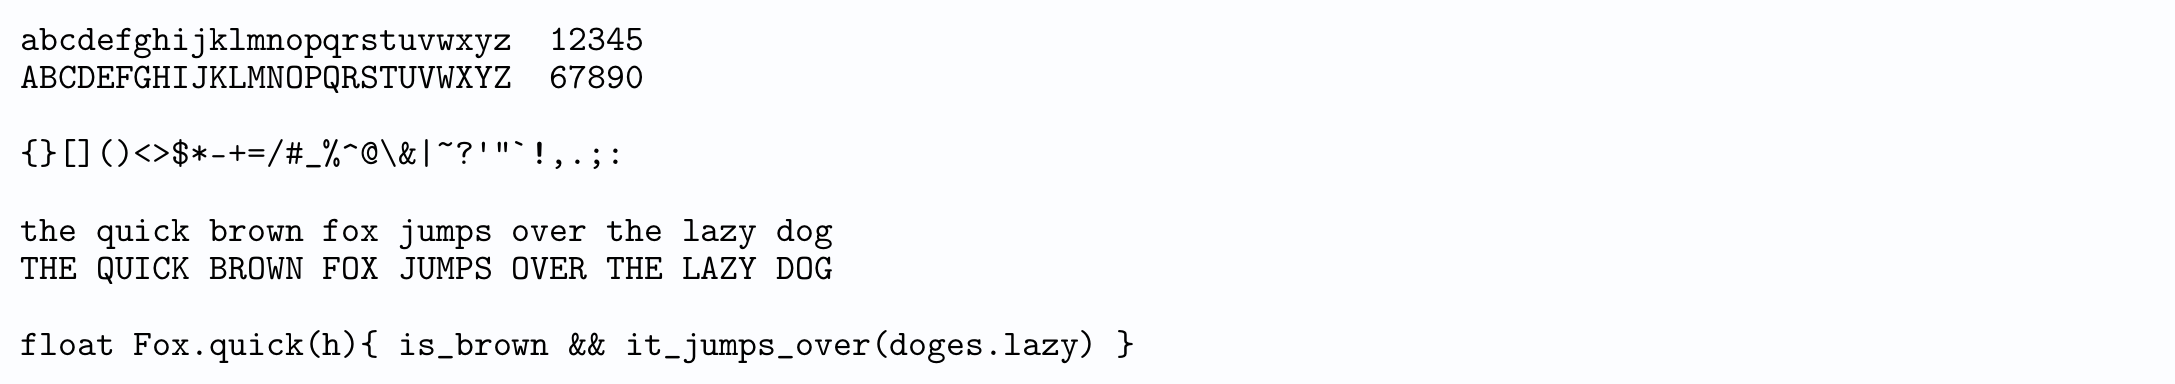 abcdefghijklmnopqrstuvwxyz  12345
ABCDEFGHIJKLMNOPQRSTUVWXYZ  67890
{}[]()<>$*-+=/#_%^@\&|~?'"`!,.;:
the quick brown fox jumps over the lazy dog
THE QUICK BROWN FOX JUMPS OVER THE LAZY DOG
float Fox.quick(h){ is_brown && it_jumps_over(doges.lazy) }